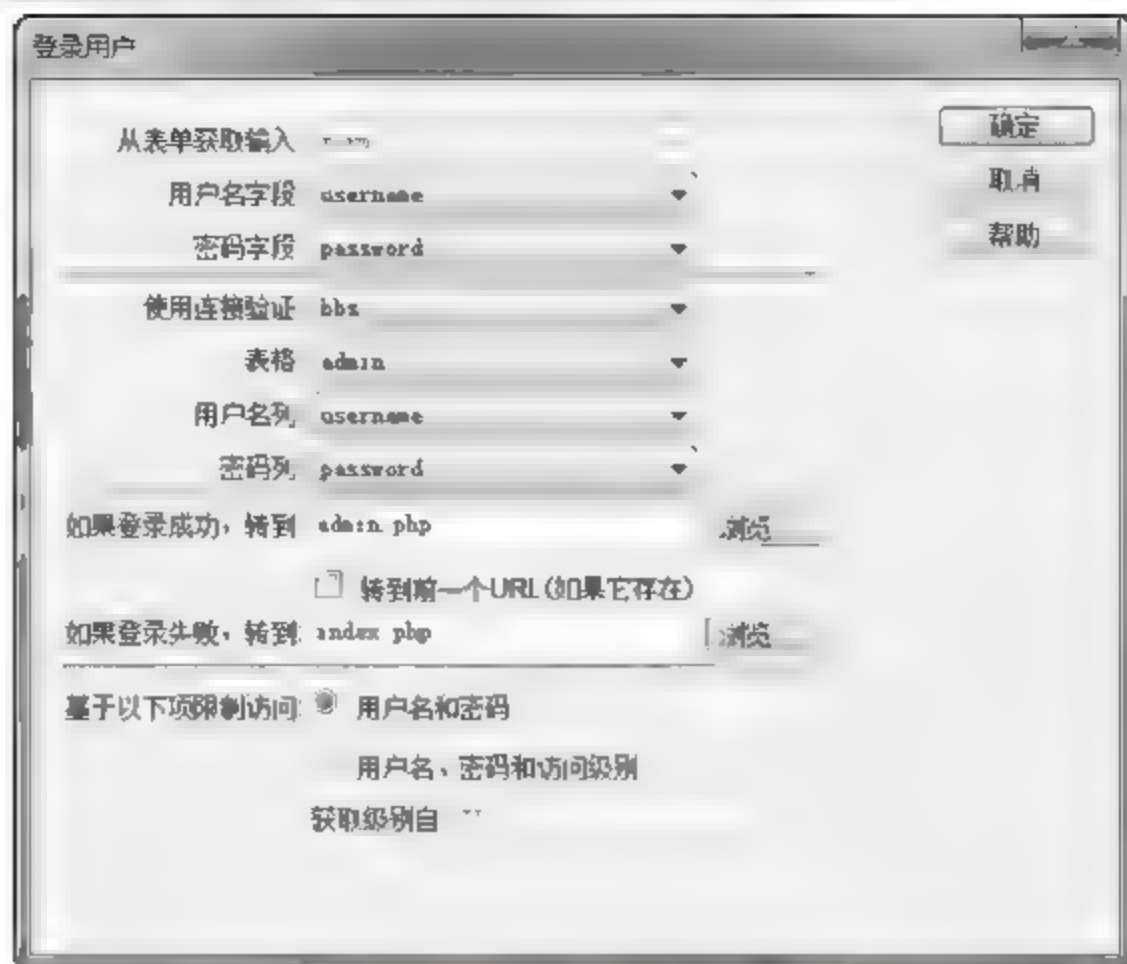 登录用户
从表单获取输入
确定
用户名字段 username
取消
密码字段 password
帮助
使用连接验证 bbs
表格 admin
用户名列 username
密码列 password
如果登录成功,转到 admin php 浏览
转到前一个URL(如果它存在)
如果登录失败,转到: index php 浏览
基于以下项限制访问: 用户名和密码
用户名、密码和访问级别
获取级别自